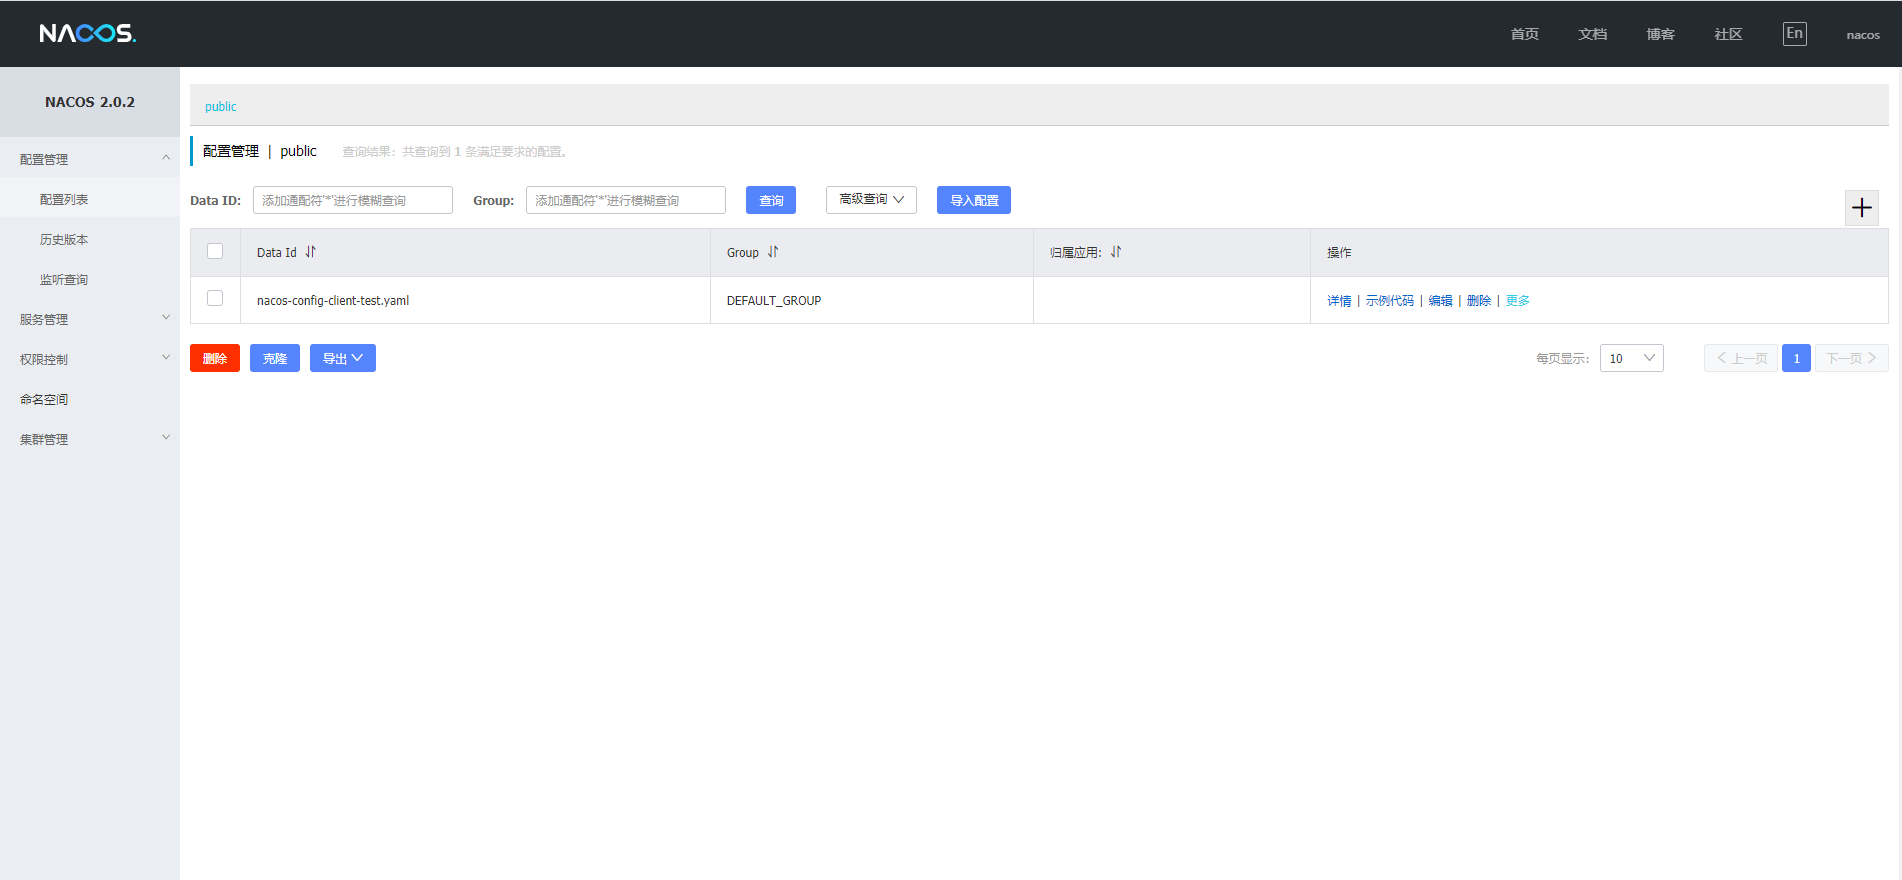 NACOS.
首页 文档 博客 社区 En nacos
NACOS 2.0.2
配置管理
配置列表
历史版本
监听查询
服务管理
权限控制
命名空间
集群管理
public
配置管理 | public 查询结果：共查询到 1 条满足要求的配置。
Data ID: 添加通配符'*'进行模糊查询 Group: 添加通配符'*'进行模糊查询 查询 高级查询 导入配置
Data Id Group 归属应用: 操作
nacos-config-client-test.yaml DEFAULT_GROUP 详情 | 示例代码 | 编辑 | 删除 | 更多
删除 克隆 导出 每页显示: 10 上一页 1 下一页